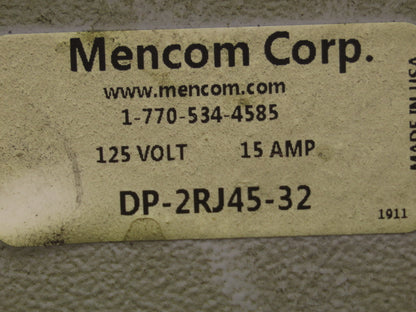 Mencom Corp.
www.mencom.com
1-770-534-4585
125 VOLT 15 AMP
DP-2RJ45-32
1911
MADE IN USA